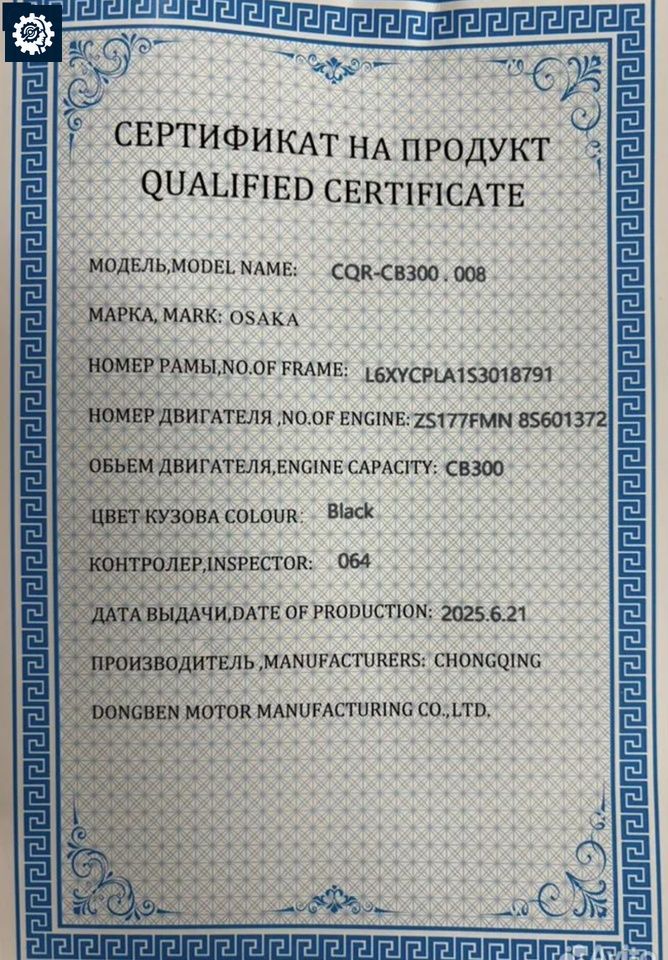 СЕРТИФИКАТ НА ПРОДУКТ
QUALIFIED CERTIFICATE
МОДЕЛЬ,MODEL NAME: CQR-CB300 . 008
МАРКА, MARK: OSAKA
НОМЕР РАМЫ,NO.OF FRAME: L6XYCPLA1S3018791
НОМЕР ДВИГАТЕЛЯ ,NO.OF ENGINE: ZS177FMN 8S601372
ОБЬЕМ ДВИГАТЕЛЯ,ENGINE CAPACITY: CB300
ЦВЕТ КУЗОВА COLOUR: Black
КОНТРОЛЕР,INSPECTOR: 064
ДАТА ВЫДАЧИ,DATE OF PRODUCTION: 2025.6.21
ПРОИЗВОДИТЕЛЬ ,MANUFACTURERS: CHONGQING
DONGBEN MOTOR MANUFACTURING CO.,LTD.
Avito